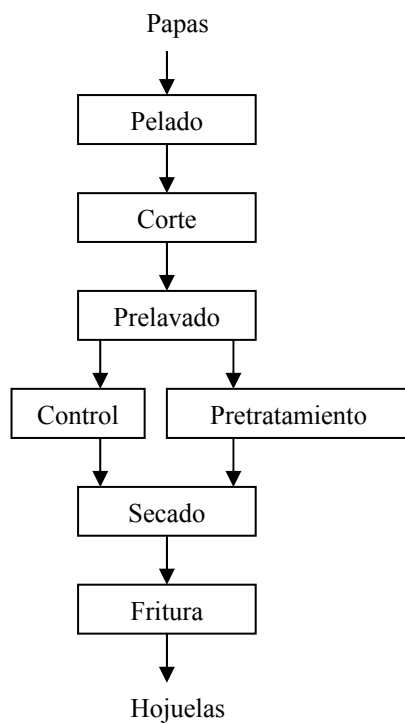 Papas
Pelado
Corte
Prelavado
Control
Pretratamiento
Secado
Fritura
Hojuelas